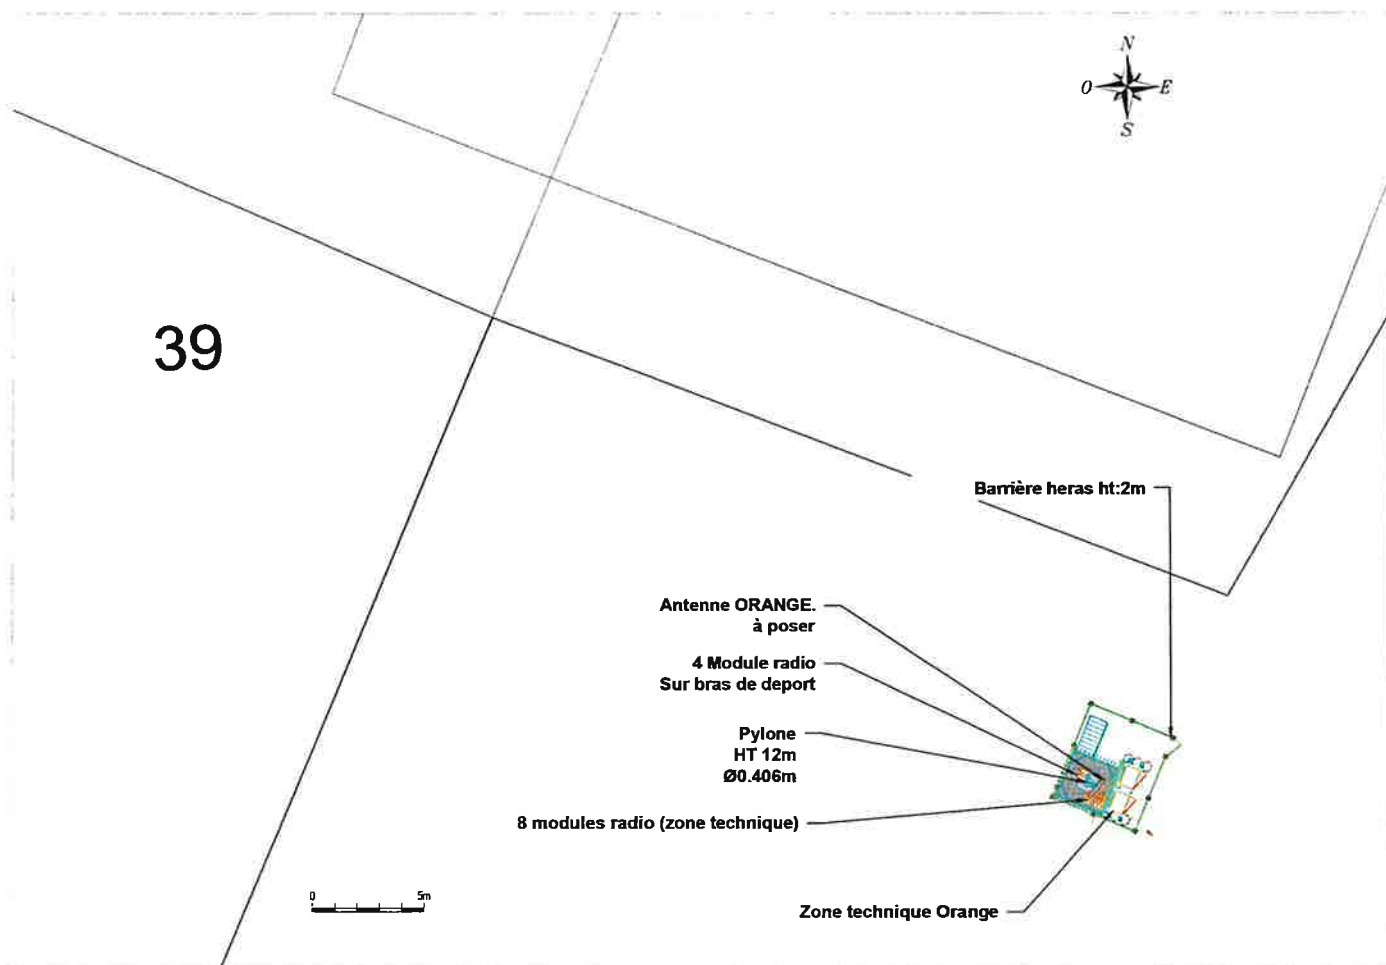 N
O E
S
39
Barrière heras ht:2m
Antenne ORANGE.
à poser
4 Module radio
Sur bras de deport
Pylone
HT 12m
Ø0.406m
8 modules radio (zone technique)
0 5m
Zone technique Orange